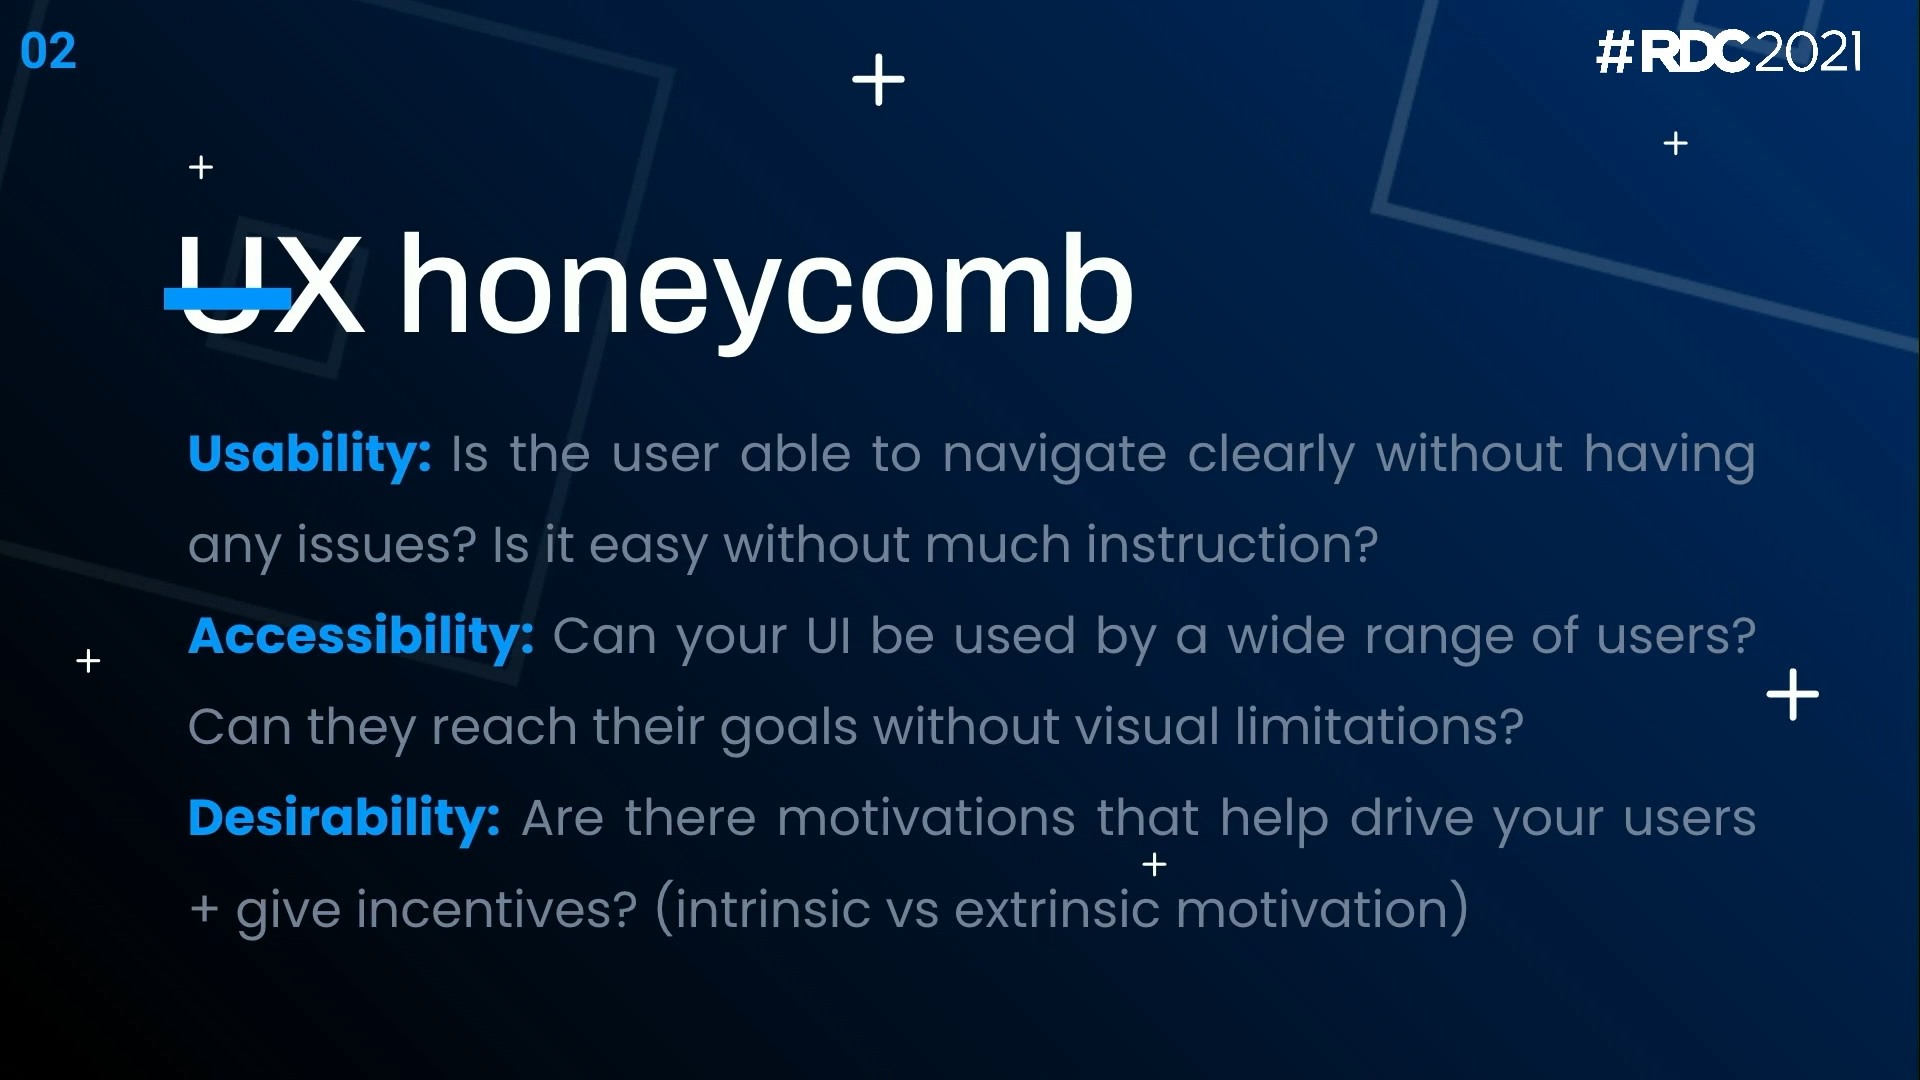 02
#RDC2021
UX honeycomb
Usability: Is the user able to navigate clearly without having
any issues? Is it easy without much instruction?
Accessibility: Can your UI be used by a wide range of users?
Can they reach their goals without visual limitations?
Desirability: Are there motivations that help drive your users
+ give incentives? (intrinsic vs extrinsic motivation)